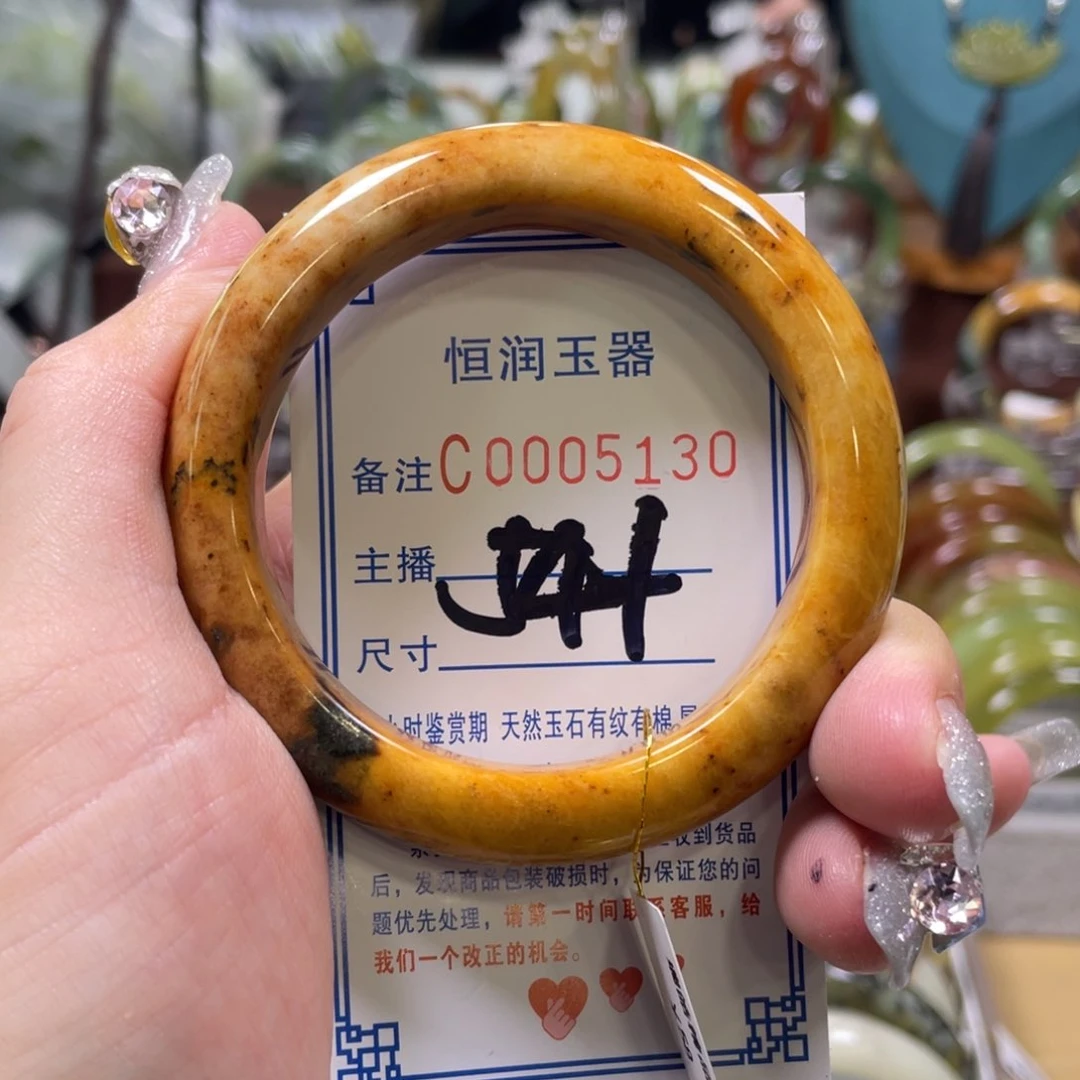 恒润玉器
备注C0005130
主播
尺寸
小时鉴赏期 天然玉石有纹有棉
收到货品
后，发现商品包装破损时，为保证您的问
题优先处理，请第一时间联系客服，给
我们一个改正的机会。